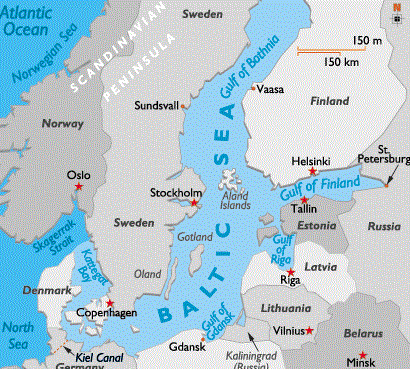 Atlantic
Ocean
Norwegian Sea
SCANDINAVIAN
PENINSULA
Sweden
N
150 m
150 km
Gulf of Bothnia
Vaasa
Sundsvall
Finland
Norway
BALTIC SEA
Helsinki
St.
Petersburg
Oslo
Stockholm
Aland
Islands
Gulf of Finland
Tallin
Sweden
Estonia
Russia
Skagerrak
Strait
Kattegat
Bay
Gotland
Gulf
of
Riga
Latvia
Oland
Riga
Denmark
Copenhagen
Lithuania
North
Sea
Gulf of
Gdansk
Vilnius
Belarus
Kiel Canal
Gdansk
Kaliningrad
(Russia)
Minsk
Germany